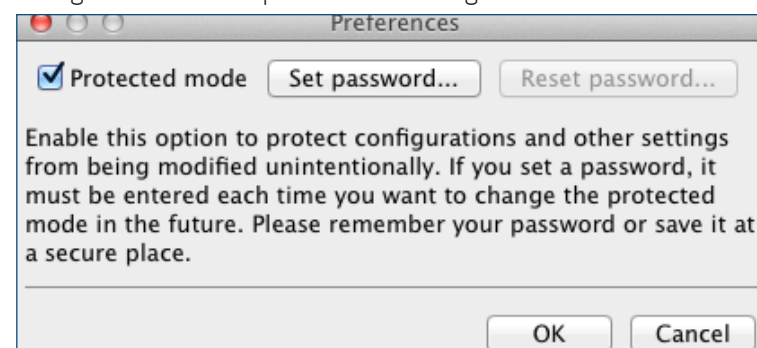 Preferences
Protected mode Set password... Reset password...
Enable this option to protect configurations and other settings
from being modified unintentionally. If you set a password, it
must be entered each time you want to change the protected
mode in the future. Please remember your password or save it at
a secure place.
OK Cancel